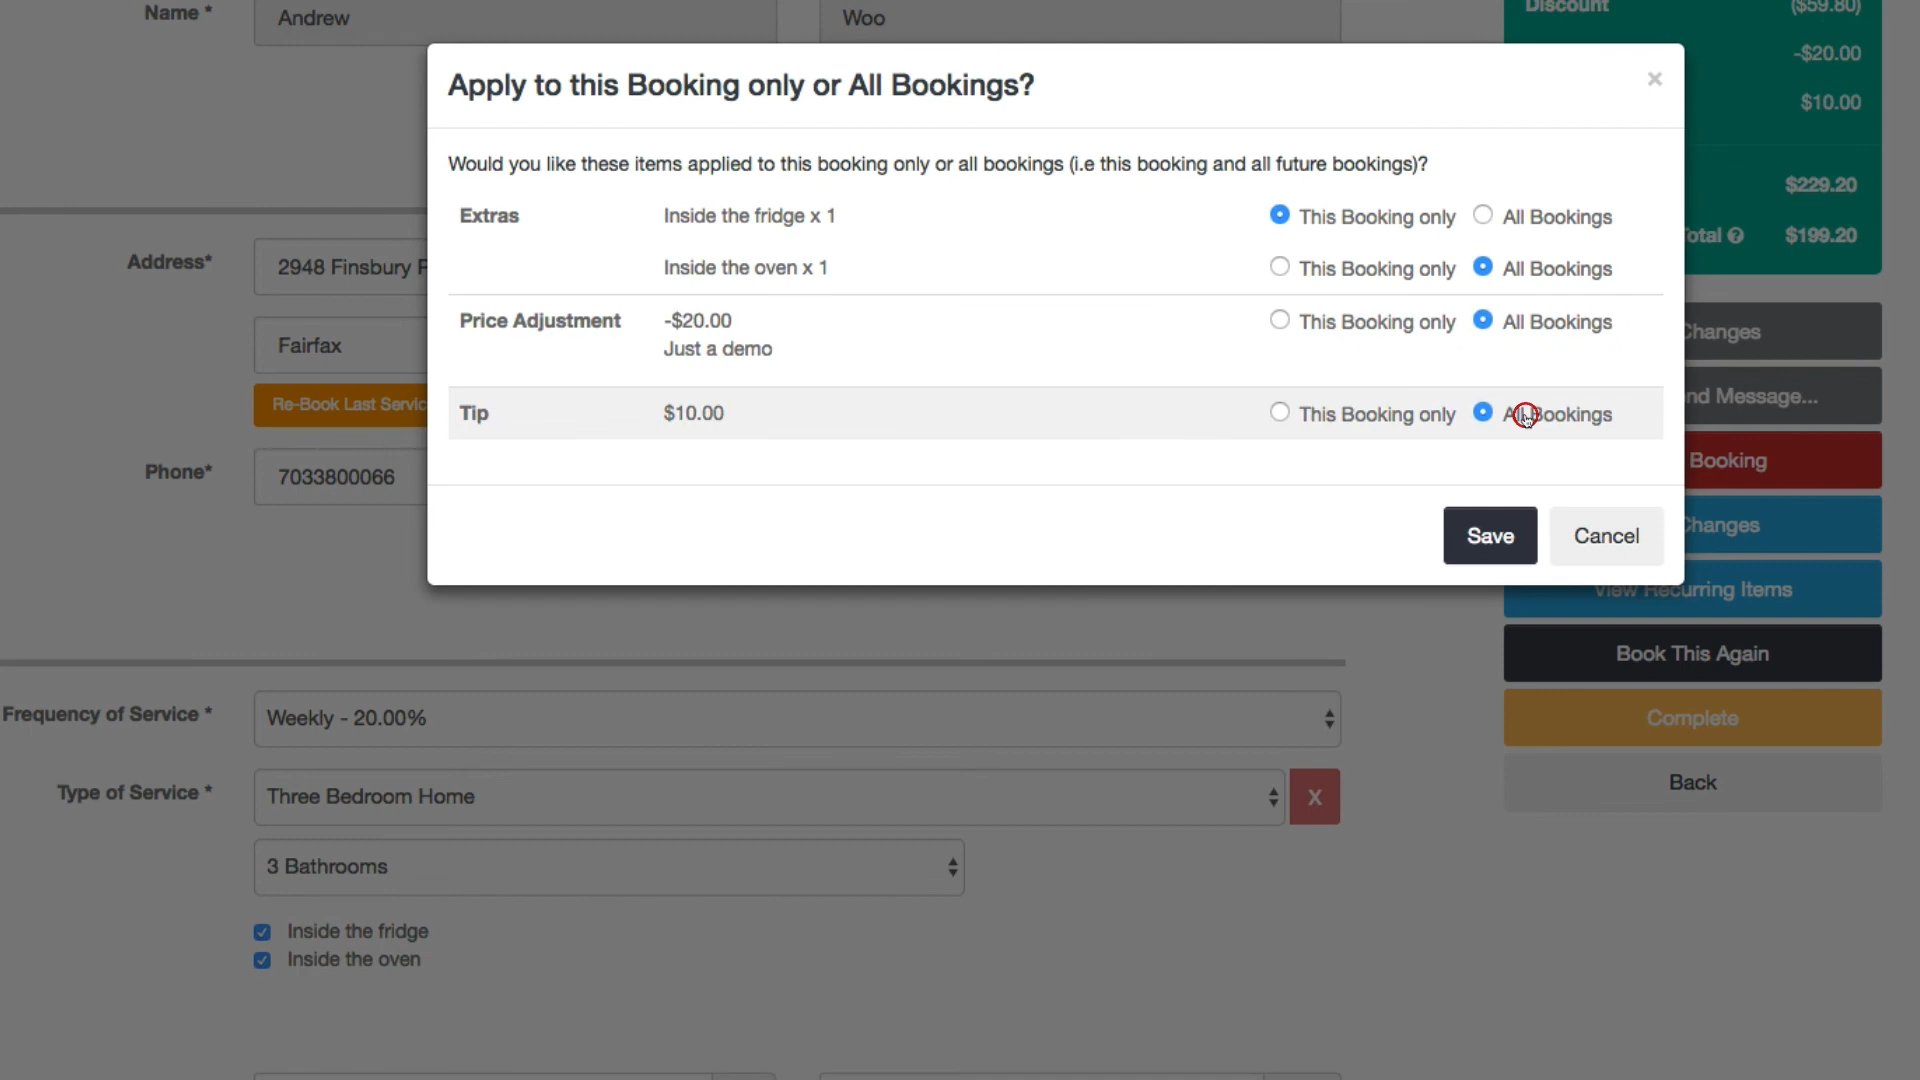 Name *
Andrew
Woo
Discount
($59.80)
-$20.00
$10.00
Apply to this Booking only or All Bookings?
×
Would you like these items applied to this booking only or all bookings (i.e this booking and all future bookings)?
$229.20
Extras
Inside the fridge x 1
This Booking only
All Bookings
Total
$199.20
Address*
2948 Finsbury
Inside the oven x 1
This Booking only
All Bookings
Price Adjustment
-$20.00
This Booking only
All Bookings
Changes
Fairfax
Just a demo
Re-Book Last Servic
nd Message...
Tip
$10.00
This Booking only
All Bookings
Booking
Phone*
7033800066
Changes
Save
Cancel
View Recurring Items
Book This Again
Frequency of Service *
Weekly - 20.00%
Complete
Back
Type of Service *
Three Bedroom Home
X
3 Bathrooms
Inside the fridge
Inside the oven